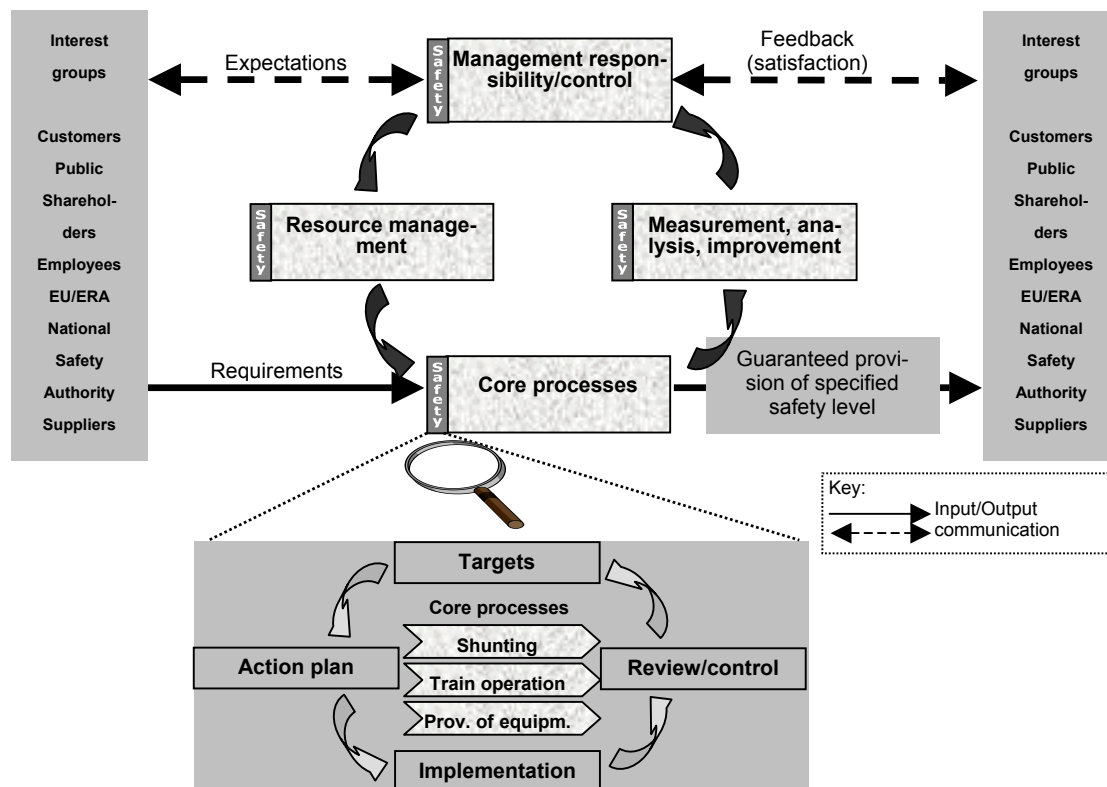 Interest
groups
Customers
Public
Sharehol-
ders
Employees
EU/ERA
National
Safety
Authority
Suppliers
Expectations
Safety
Management respon-
sibility/control
Feedback
(satisfaction)
Interest
groups
Customers
Public
Sharehol-
ders
Employees
EU/ERA
National
Safety
Authority
Suppliers
Safety
Resource manage-
ment
Safety
Measurement, ana-
lysis, improvement
Requirements
Safety
Core processes
Guaranteed provi-
sion of specified
safety level
Key:
Input/Output
communication
Targets
Core processes
Shunting
Action plan
Train operation
Review/control
Prov. of equipm.
Implementation